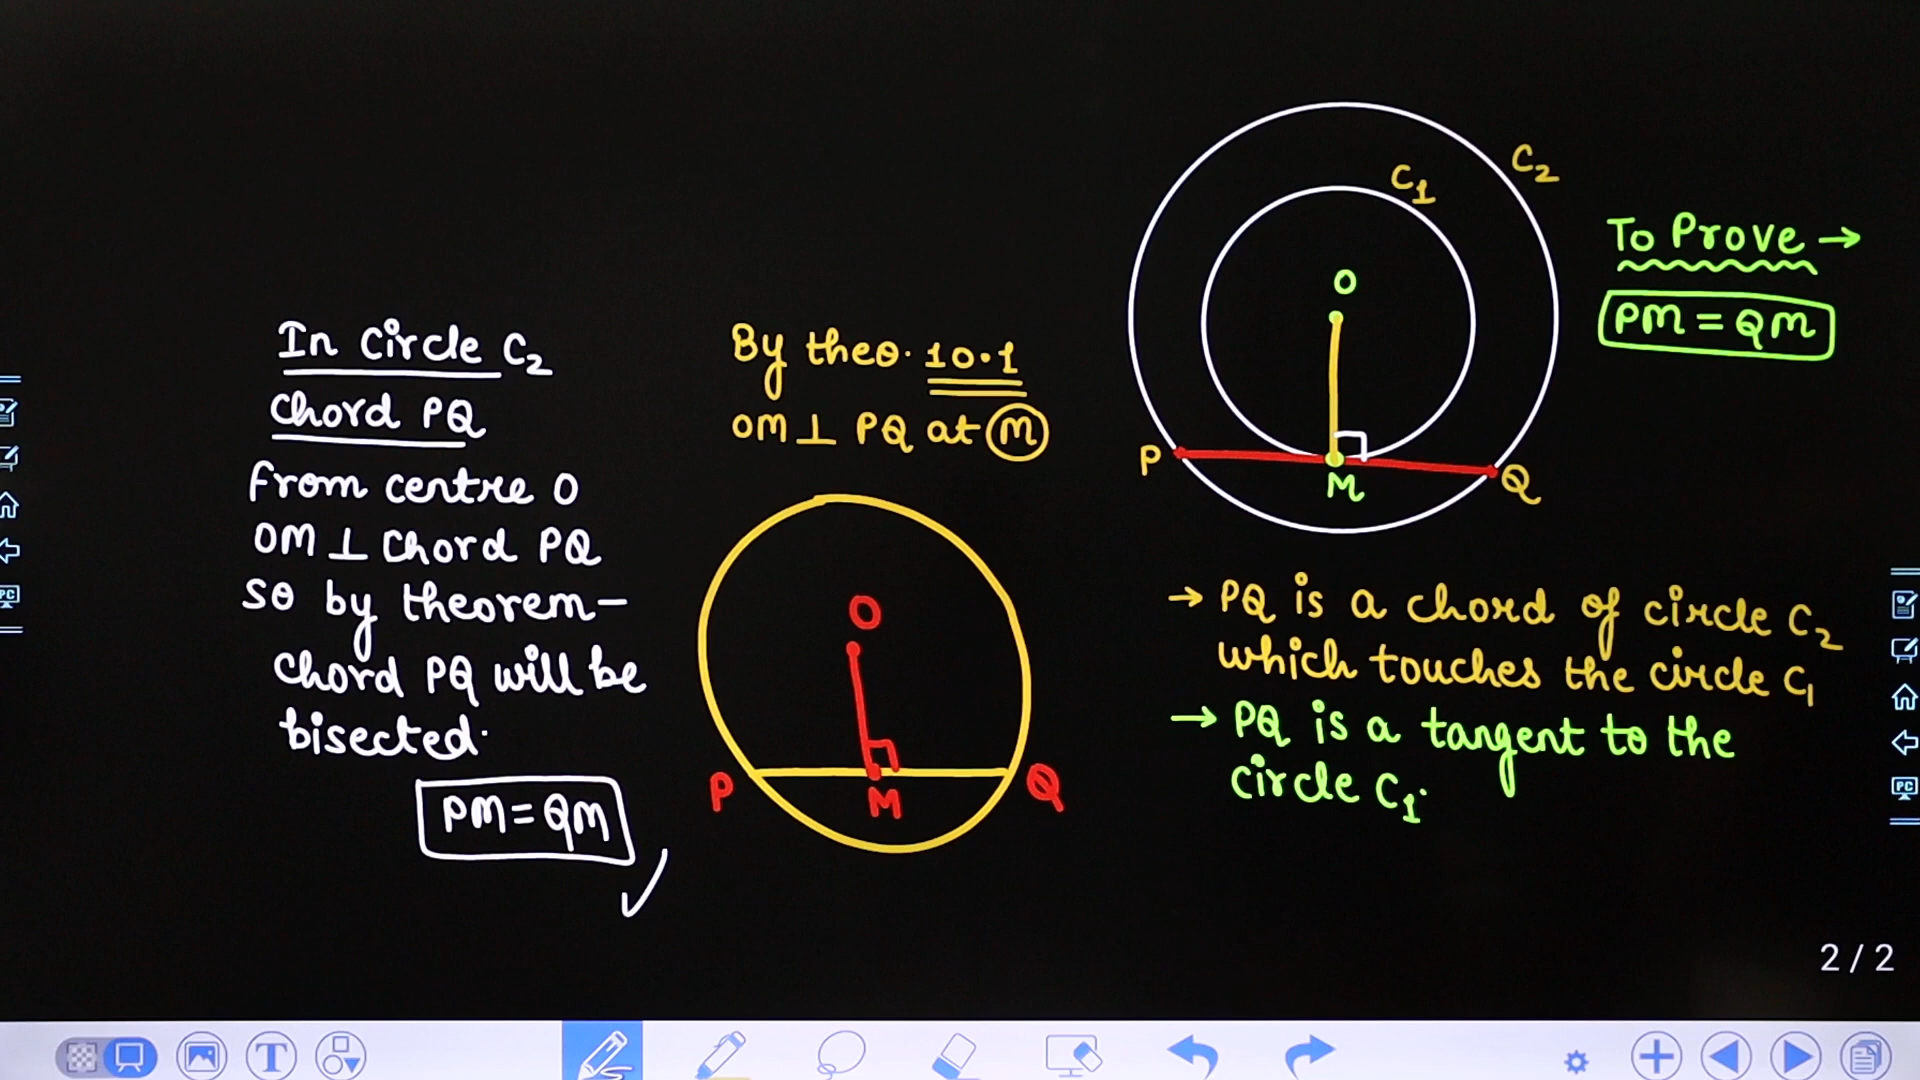 In Circle C2
Chord PQ
From centre O
OM ⊥ Chord PQ
so by theorem-
chord PQ will be
bisected.
PM = QM
By theo. 10.1
OM ⊥ PQ at M
O
P
M
Q
C2
C1
O
P
M
Q
To Prove →
PM = QM
→ PQ is a chord of circle C2
which touches the circle C1
→ PQ is a tangent to the
circle C1.
2 / 2
PC
PC
T